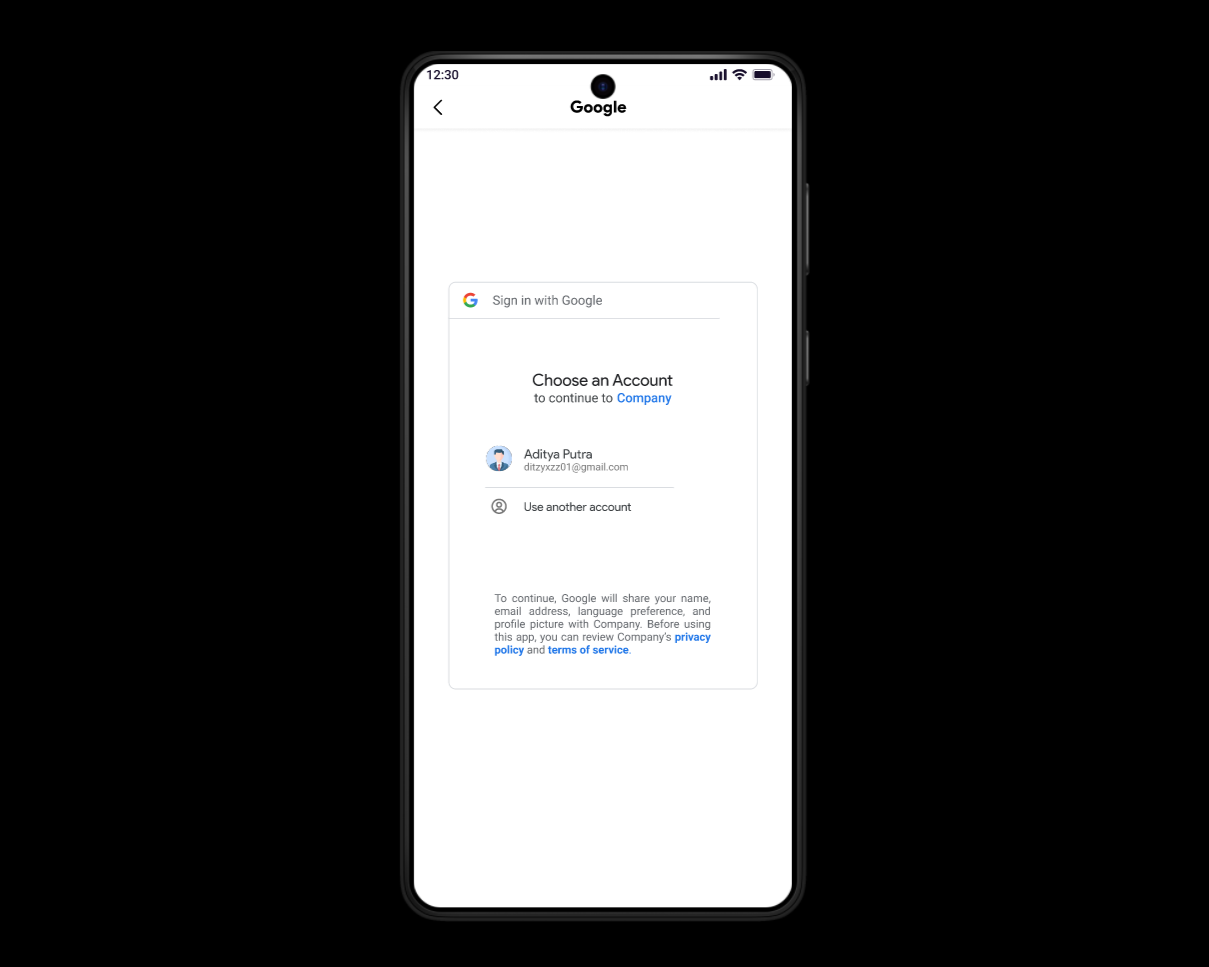 12:30
Google
Sign in with Google
Choose an Account
to continue to Company
Aditya Putra
ditzyxzz01@gmail.com
Use another account
To continue, Google will share your name,
email address, language preference, and
profile picture with Company. Before using
this app, you can review Company's privacy
policy and terms of service.